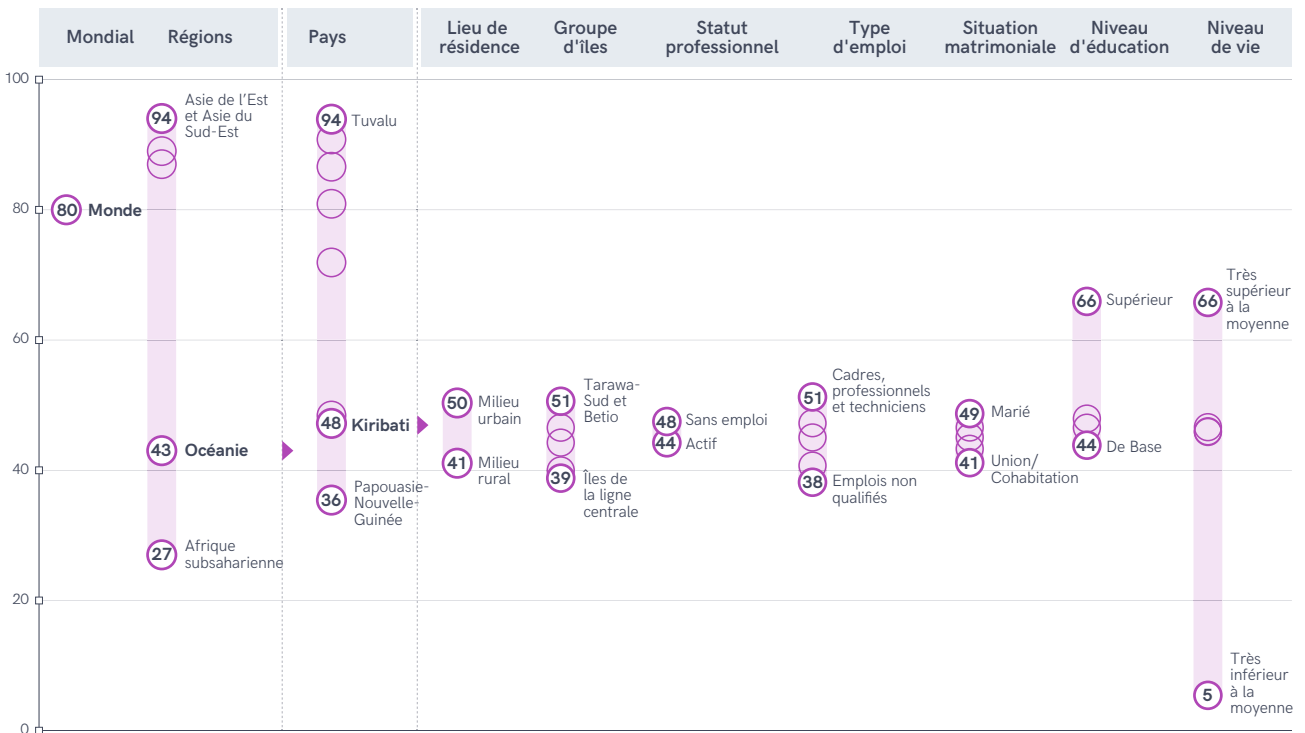 Mondial
Régions
Pays
Lieu de
résidence
Groupe
d'îles
Statut
professionnel
Type
d'emploi
Situation
matrimoniale
Niveau
d'éducation
Niveau
de vie
100
80
60
40
20
0
80 Monde
94
Asie de l'Est
et Asie du
Sud-Est
43 Océanie
27
Afrique
subsaharienne
94 Tuvalu
48 Kiribati
36
Papouasie-
Nouvelle-
Guinée
50
Milieu
urbain
41
Milieu
rural
51
Tarawa-
Sud et
Betio
39
Îles de
la ligne
centrale
48 Sans emploi
44 Actif
51
Cadres,
professionnels
et techniciens
38
Emplois non
qualifiés
49 Marié
41
Union/
Cohabitation
66 Supérieur
44 De Base
66
Très
supérieur
à la
moyenne
5
Très
inférieur
à la
moyenne